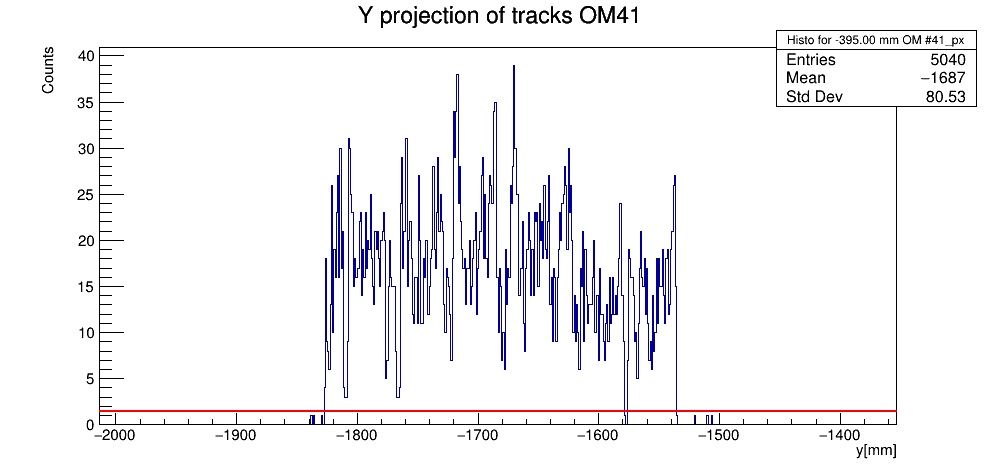 Y projection of tracks OM41
Histo for -395.00 mm OM #41_px
Entries 5040
Mean −1687
Std Dev 80.53
Counts
40
35
30
25
20
15
10
5
0
−2000 −1900 −1800 −1700 −1600 −1500 −1400
y[mm]